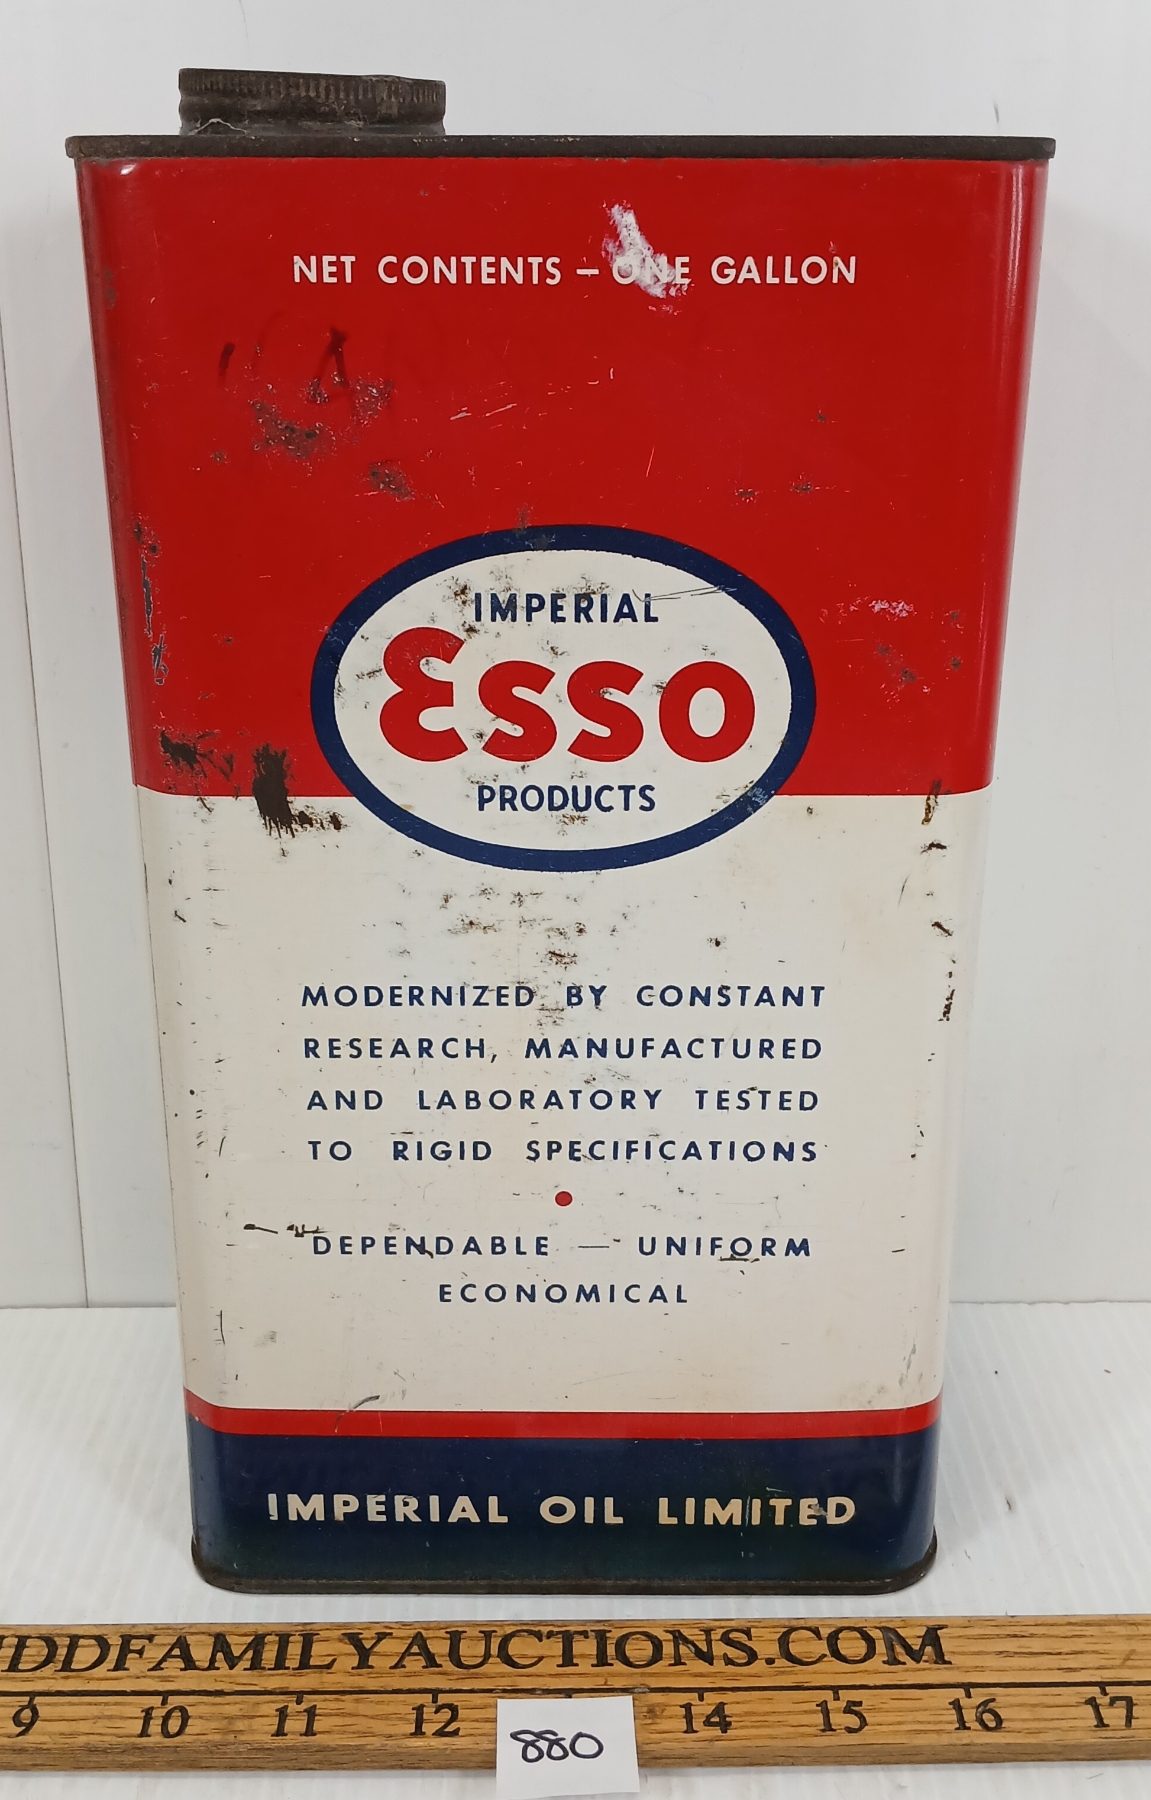 NET CONTENTS – ONE GALLON
IMPERIAL
Esso
PRODUCTS
MODERNIZED BY CONSTANT
RESEARCH, MANUFACTURED
AND LABORATORY TESTED
TO RIGID SPECIFICATIONS
DEPENDABLE — UNIFORM
ECONOMICAL
IMPERIAL OIL LIMITED
DDFAMILYAUCTIONS.COM
9 10 11 12 14 15 16 17
880